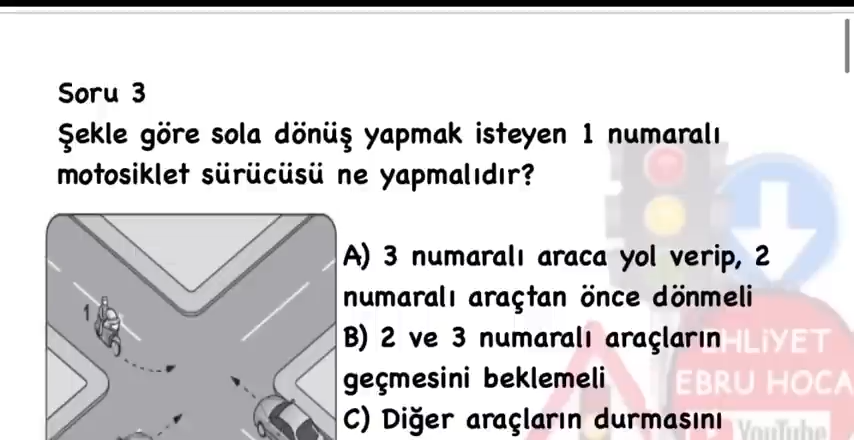 Soru 3
Şekle göre sola dönüş yapmak isteyen 1 numaralı
motosiklet sürücüsü ne yapmalıdır?
1
A) 3 numaralı araca yol verip, 2
numaralı araçtan önce dönmeli
B) 2 ve 3 numaralı araçların
geçmesini beklemeli
C) Diğer araçların durmasını
EHLİYET
EBRU HOCA
YouTube